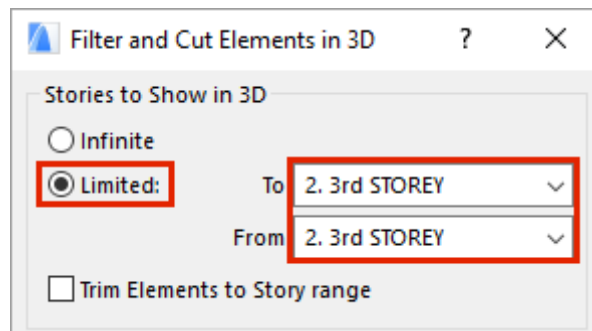 Filter and Cut Elements in 3D ? ×
Stories to Show in 3D
Infinite
Limited: To 2. 3rd STOREY
From 2. 3rd STOREY
Trim Elements to Story range